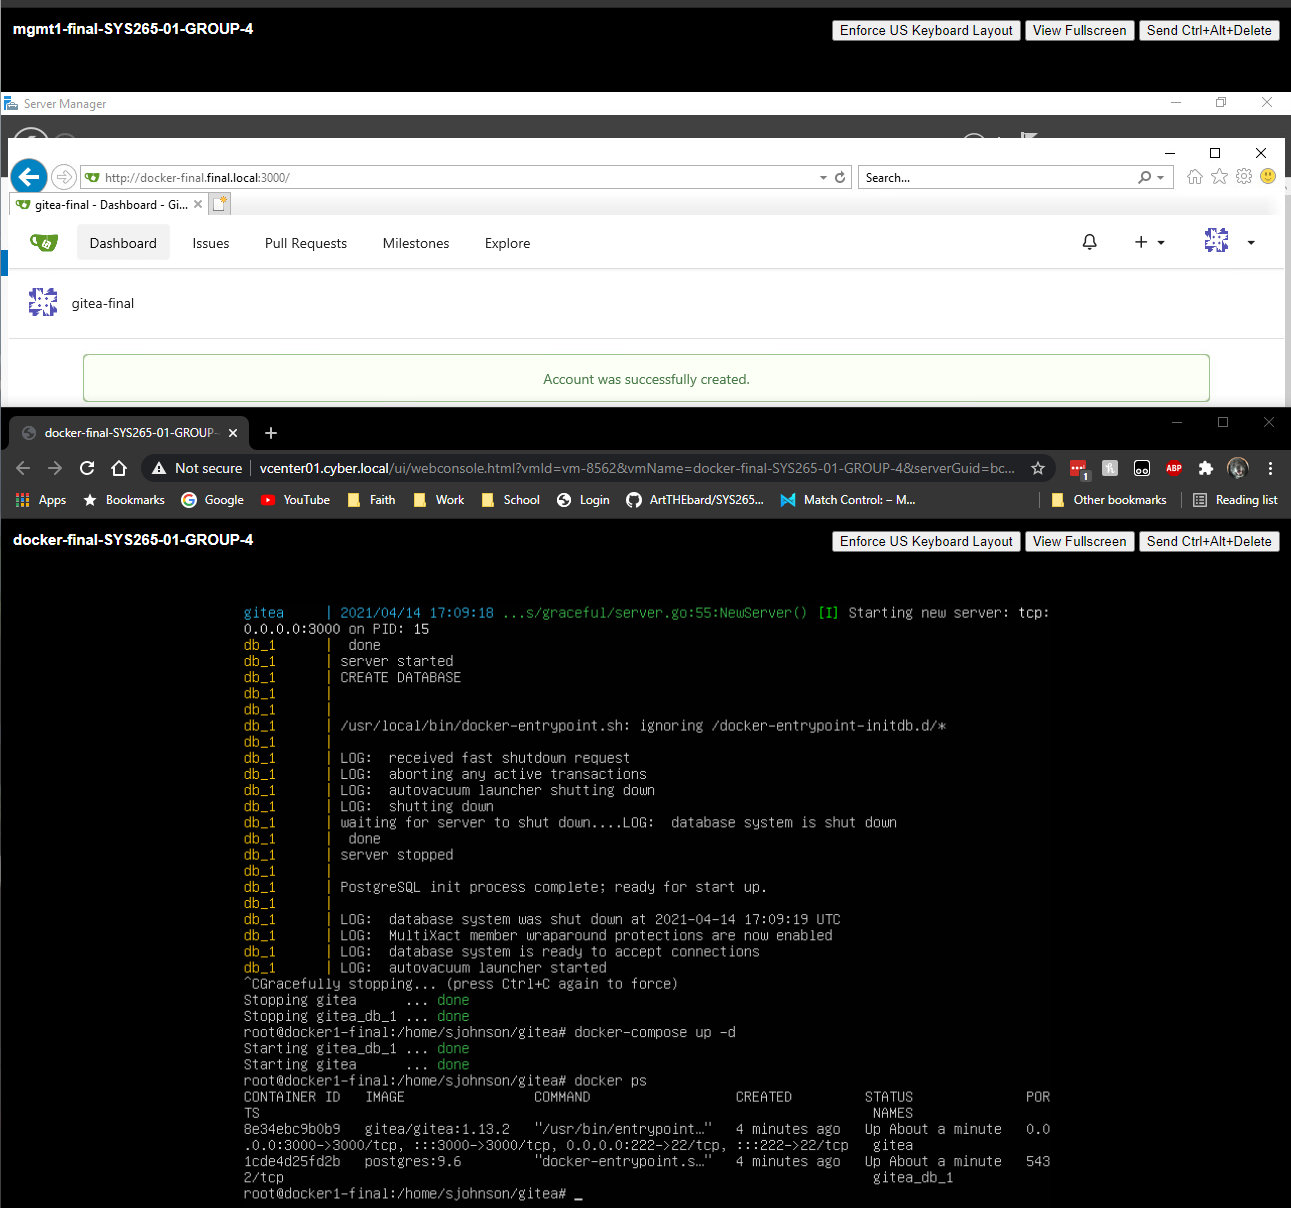 mgmt1-final-SYS265-01-GROUP-4
Enforce US Keyboard Layout View Fullscreen Send Ctrl+Alt+Delete
Server Manager
http://docker-final.final.local:3000/
Search...
gitea-final - Dashboard - Gi...
Dashboard Issues Pull Requests Milestones Explore
gitea-final
Account was successfully created.
docker-final-SYS265-01-GROUP-
Not secure vcenter01.cyber.local/ui/webconsole.html?vmId=vm-8562&vmName=docker-final-SYS265-01-GROUP-4&serverGuid=bc...
1
ABP
Apps Bookmarks Google YouTube Faith Work School Login ArtTHEbard/SYS265... Match Control: – M... Other bookmarks Reading list
docker-final-SYS265-01-GROUP-4
Enforce US Keyboard Layout View Fullscreen Send Ctrl+Alt+Delete
gitea | 2021/04/14 17:09:18 ...s/graceful/server.go:55:NewServer() [I] Starting new server: tcp:
0.0.0.0:3000 on PID: 15
db_1 | done
db_1 | server started
db_1 | CREATE DATABASE
db_1 |
db_1 |
db_1 | /usr/local/bin/docker-entrypoint.sh: ignoring /docker-entrypoint-initdb.d/*
db_1 |
db_1 | LOG: received fast shutdown request
db_1 | LOG: aborting any active transactions
db_1 | LOG: autovacuum launcher shutting down
db_1 | LOG: shutting down
db_1 | waiting for server to shut down....LOG: database system is shut down
db_1 | done
db_1 | server stopped
db_1 |
db_1 | PostgreSQL init process complete; ready for start up.
db_1 |
db_1 | LOG: database system was shut down at 2021-04-14 17:09:19 UTC
db_1 | LOG: MultiXact member wraparound protections are now enabled
db_1 | LOG: database system is ready to accept connections
db_1 | LOG: autovacuum launcher started
^CGracefully stopping... (press Ctrl+C again to force)
Stopping gitea ... done
Stopping gitea_db_1 ... done
root@docker1-final:/home/sjohnson/gitea# docker-compose up -d
Starting gitea_db_1 ... done
Starting gitea ... done
root@docker1-final:/home/sjohnson/gitea# docker ps
CONTAINER ID IMAGE COMMAND CREATED STATUS POR
TS NAMES
8e34ebc9b0b9 gitea/gitea:1.13.2 "/usr/bin/entrypoint…" 4 minutes ago Up About a minute 0.0
.0.0:3000->3000/tcp, :::3000->3000/tcp, 0.0.0.0:222->22/tcp, :::222->22/tcp gitea
1cde4d25fd2b postgres:9.6 "docker-entrypoint.s…" 4 minutes ago Up About a minute 543
2/tcp gitea_db_1
root@docker1-final:/home/sjohnson/gitea# _